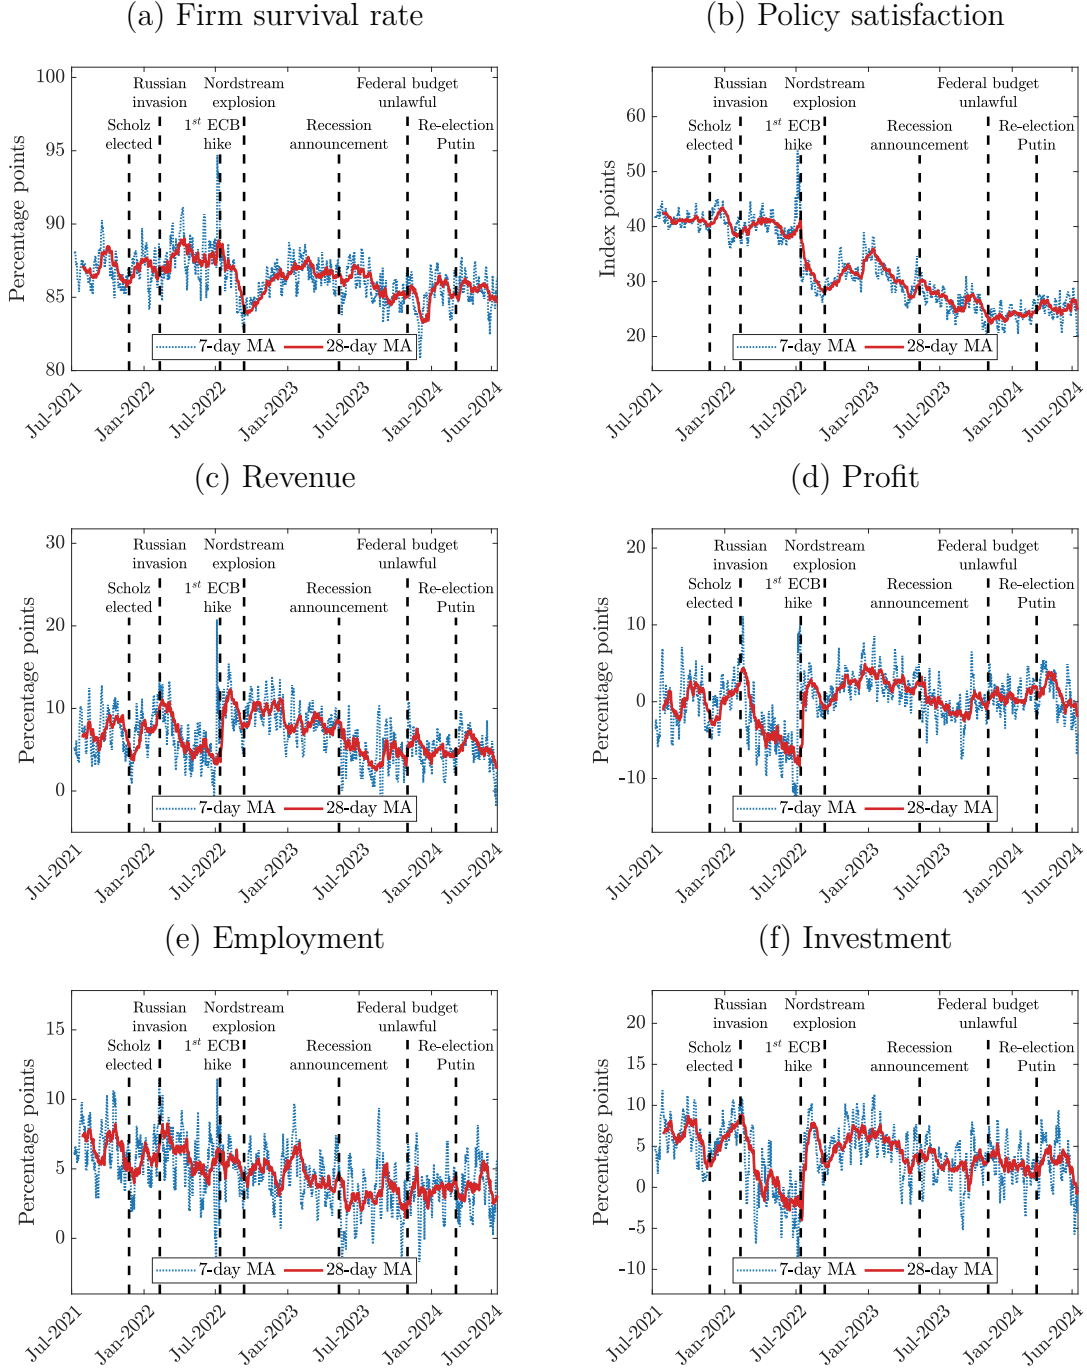 (a) Firm survival rate
Percentage points
100
95
90
85
80
Russian
invasion
Nordstream
explosion
Federal budget
unlawful
Scholz
elected
1st ECB
hike
Recession
announcement
Re-election
Putin
7-day MA
28-day MA
Jul-2021
Jan-2022
Jul-2022
Jan-2023
Jul-2023
Jan-2024
Jun-2024
(b) Policy satisfaction
Index points
60
50
40
30
20
Russian
invasion
Nordstream
explosion
Federal budget
unlawful
Scholz
elected
1st ECB
hike
Recession
announcement
Re-election
Putin
7-day MA
28-day MA
Jul-2021
Jan-2022
Jul-2022
Jan-2023
Jul-2023
Jan-2024
Jun-2024
(c) Revenue
Percentage points
30
20
10
0
Russian
invasion
Nordstream
explosion
Federal budget
unlawful
Scholz
elected
1st ECB
hike
Recession
announcement
Re-election
Putin
7-day MA
28-day MA
Jul-2021
Jan-2022
Jul-2022
Jan-2023
Jul-2023
Jan-2024
Jun-2024
(d) Profit
Percentage points
20
10
0
-10
Russian
invasion
Nordstream
explosion
Federal budget
unlawful
Scholz
elected
1st ECB
hike
Recession
announcement
Re-election
Putin
7-day MA
28-day MA
Jul-2021
Jan-2022
Jul-2022
Jan-2023
Jul-2023
Jan-2024
Jun-2024
(e) Employment
Percentage points
15
10
5
0
Russian
invasion
Nordstream
explosion
Federal budget
unlawful
Scholz
elected
1st ECB
hike
Recession
announcement
Re-election
Putin
7-day MA
28-day MA
Jul-2021
Jan-2022
Jul-2022
Jan-2023
Jul-2023
Jan-2024
Jun-2024
(f) Investment
Percentage points
20
15
10
5
0
-5
-10
Russian
invasion
Nordstream
explosion
Federal budget
unlawful
Scholz
elected
1st ECB
hike
Recession
announcement
Re-election
Putin
7-day MA
28-day MA
Jul-2021
Jan-2022
Jul-2022
Jan-2023
Jul-2023
Jan-2024
Jun-2024